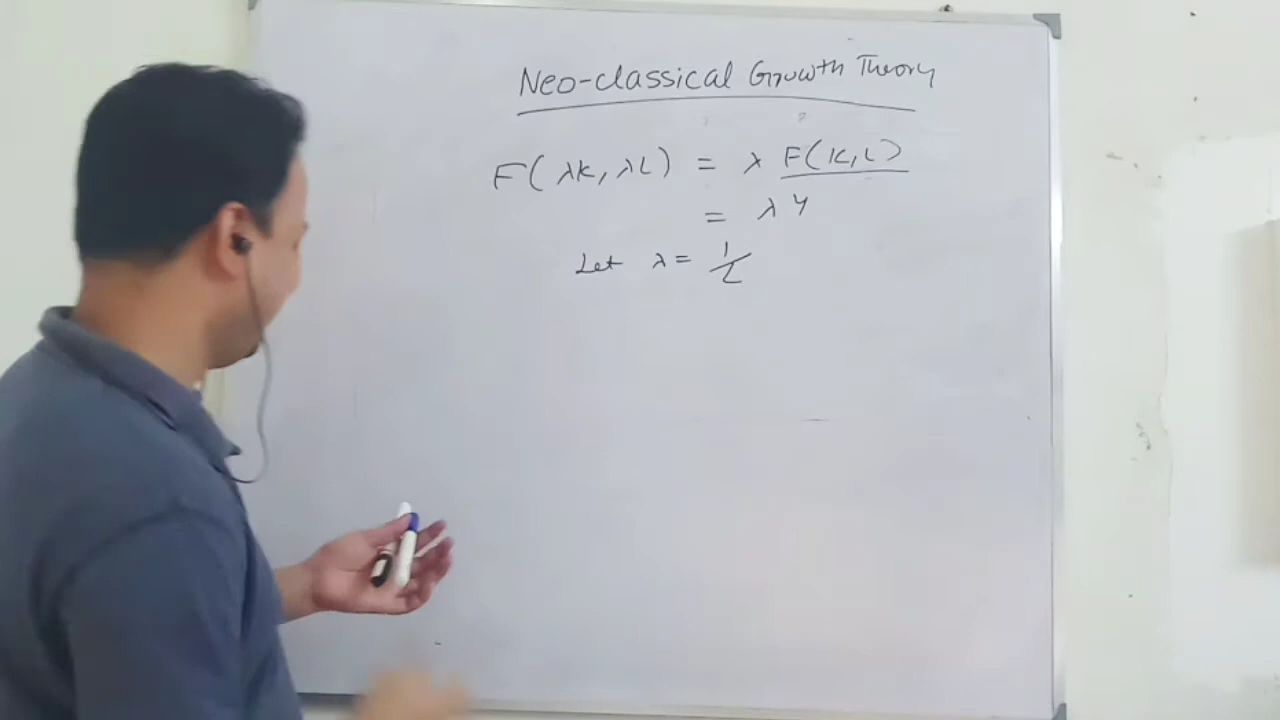 Neo-classical Growth Theory
F(λK, λL) = λ F(K, L)
= λ Y
Let λ = 1/L